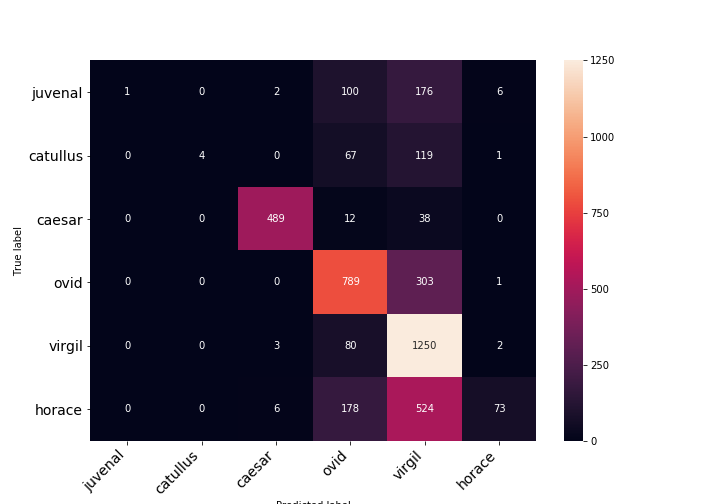 1250
juvenal 1 0 2 100 176 6
1000
catullus 0 4 0 67 119 1
caesar 0 0 489 12 38 0
750
True label
ovid 0 0 0 789 303 1
500
virgil 0 0 3 80 1250 2
250
horace 0 0 6 178 524 73
0
juvenal catullus caesar ovid virgil horace
Predicted label